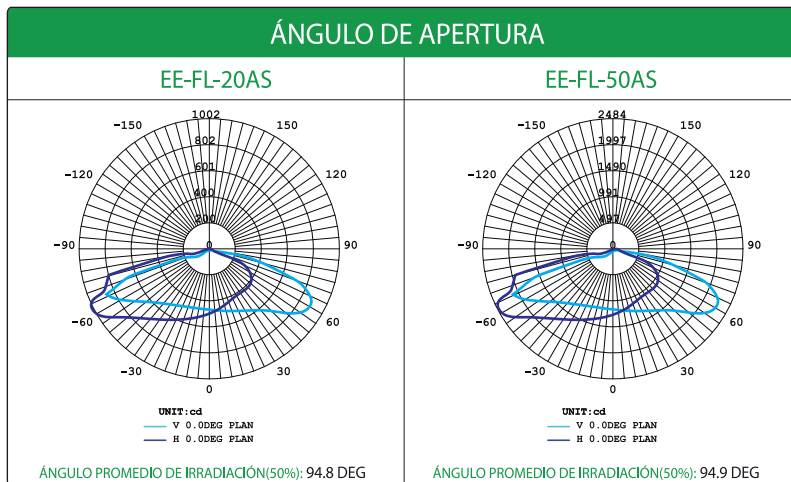 ÁNGULO DE APERTURA
EE-FL-20AS
1002
-150 150
802
-120 601 120
400
200
-90 0 90
-60 60
-30 30
0
UNIT:cd
V 0.0DEG PLAN
H 0.0DEG PLAN
ÁNGULO PROMEDIO DE IRRADIACIÓN(50%): 94.8 DEG
EE-FL-50AS
2484
-150 150
1997
-120 1490 120
991
497
-90 0 90
-60 60
-30 30
0
UNIT:cd
V 0.0DEG PLAN
H 0.0DEG PLAN
ÁNGULO PROMEDIO DE IRRADIACIÓN(50%): 94.9 DEG